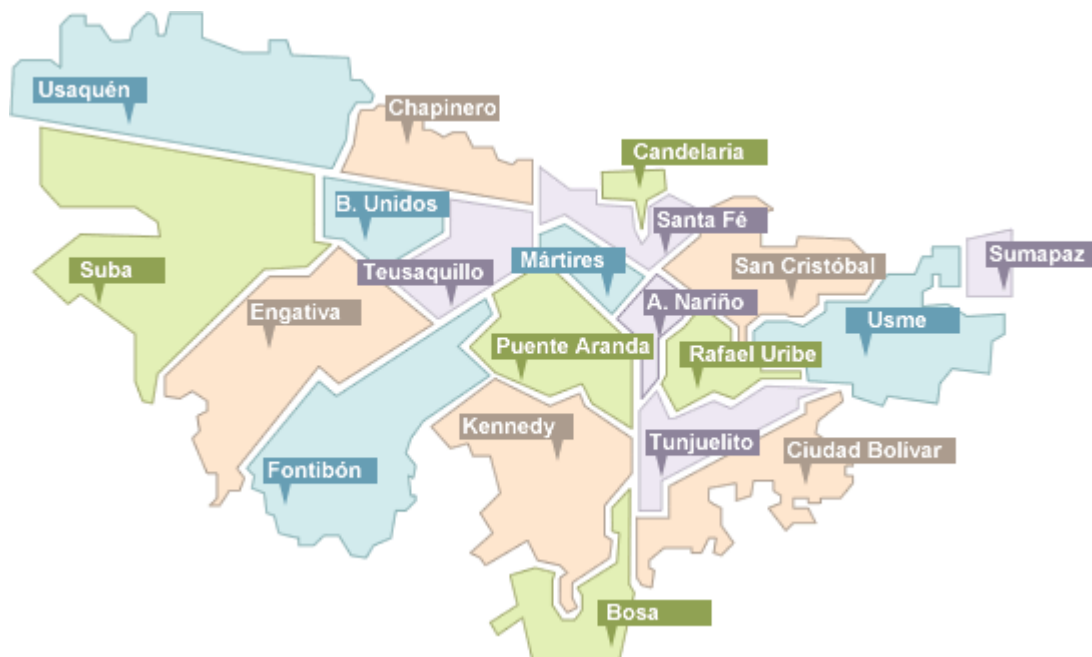 Usaquén
Chapinero
Candelaria
B. Unidos
Santa Fé
Suba
Teusaquillo
Mártires
San Cristóbal
Sumapaz
Engativa
A. Nariño
Usme
Puente Aranda
Rafael Uribe
Kennedy
Tunjuelito
Ciudad Bolívar
Fontibón
Bosa